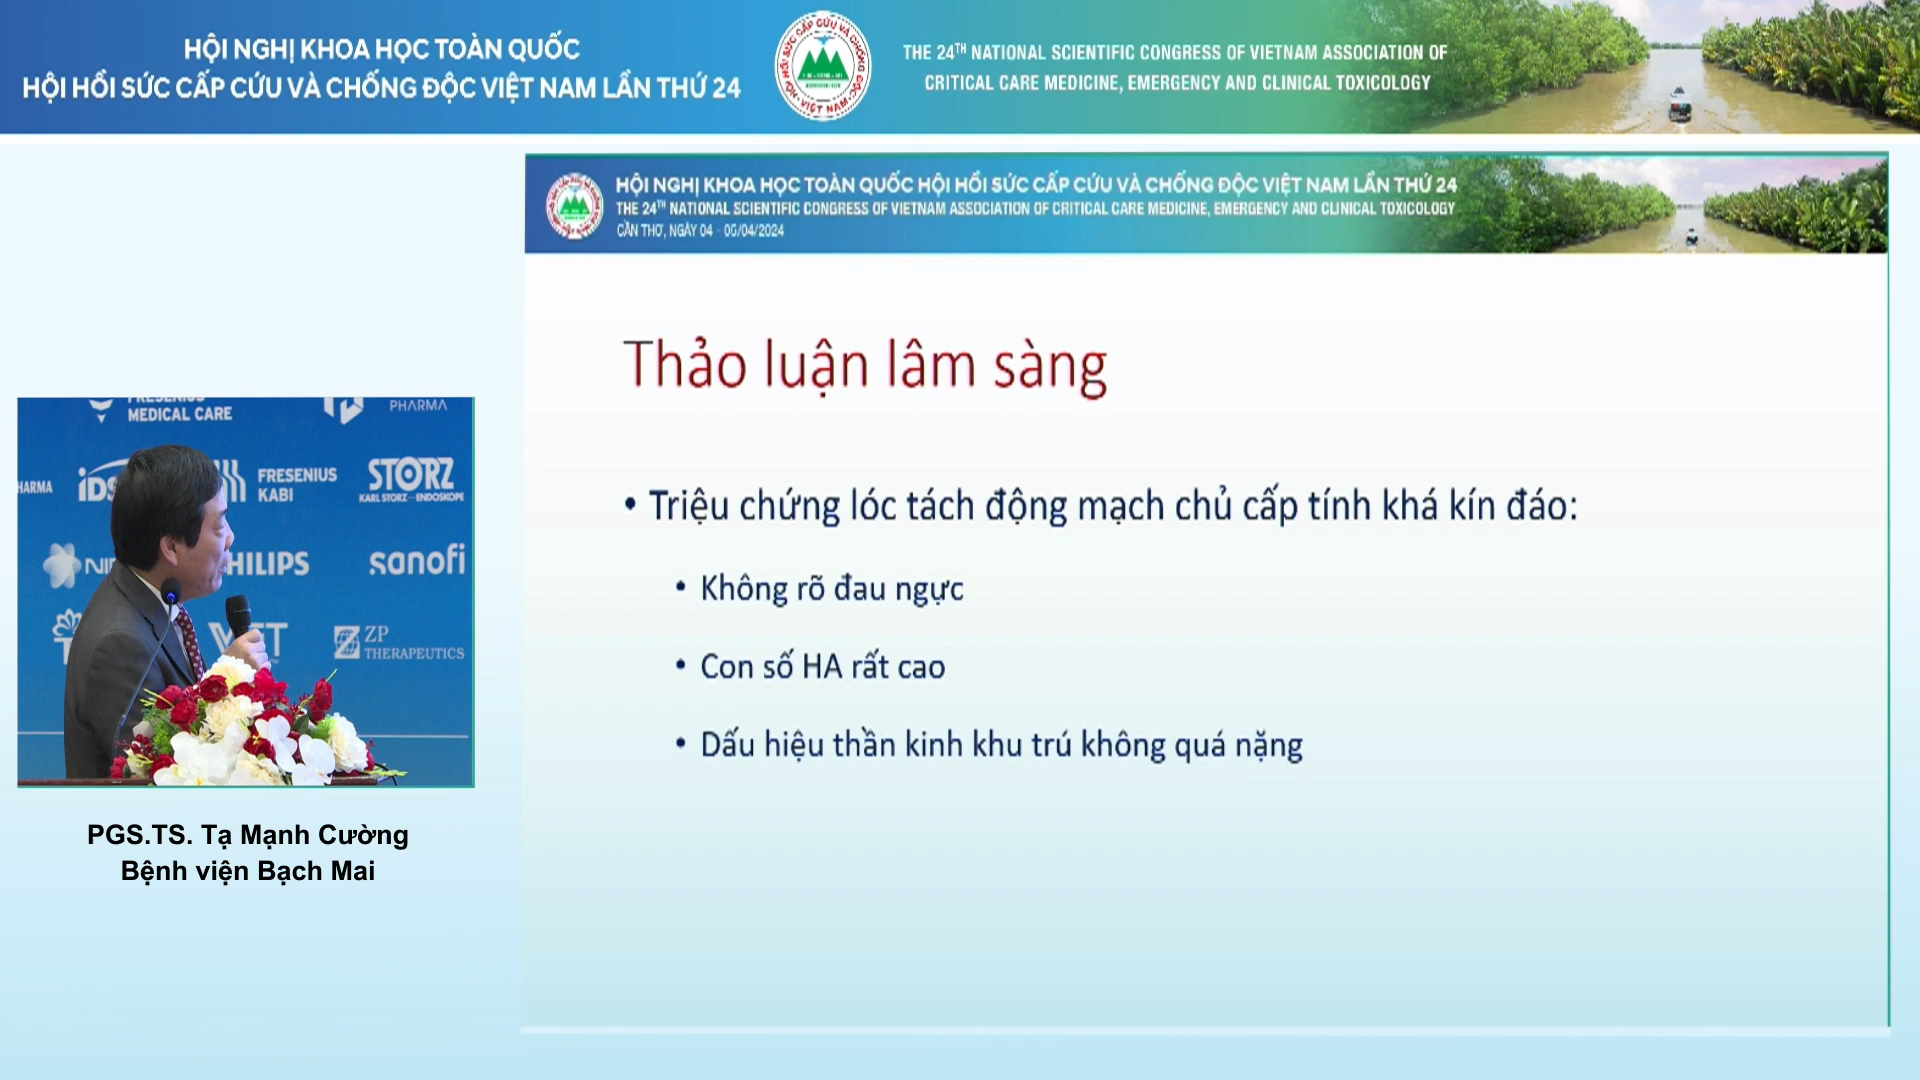 HỘI NGHỊ KHOA HỌC TOÀN QUỐC
HỘI HỒI SỨC CẤP CỨU VÀ CHỐNG ĐỘC VIỆT NAM LẦN THỨ 24
THE 24TH NATIONAL SCIENTIFIC CONGRESS OF VIETNAM ASSOCIATION OF
CRITICAL CARE MEDICINE, EMERGENCY AND CLINICAL TOXICOLOGY
HỘI NGHỊ KHOA HỌC TOÀN QUỐC HỘI HỒI SỨC CẤP CỨU VÀ CHỐNG ĐỘC VIỆT NAM LẦN THỨ 24
THE 24TH NATIONAL SCIENTIFIC CONGRESS OF VIETNAM ASSOCIATION OF CRITICAL CARE MEDICINE, EMERGENCY AND CLINICAL TOXICOLOGY
CẦN THƠ, NGÀY 04 - 06/04/2024
Thảo luận lâm sàng
• Triệu chứng lóc tách động mạch chủ cấp tính khá kín đáo:
• Không rõ đau ngực
• Con số HA rất cao
• Dấu hiệu thần kinh khu trú không quá nặng
FRESENIUS
MEDICAL CARE
PHARMA
FRESENIUS
KABI
STORZ
KARL STORZ—ENDOSKOPE
PHILIPS
sanofi
ZP
THERAPEUTICS
PGS.TS. Tạ Mạnh Cường
Bệnh viện Bạch Mai